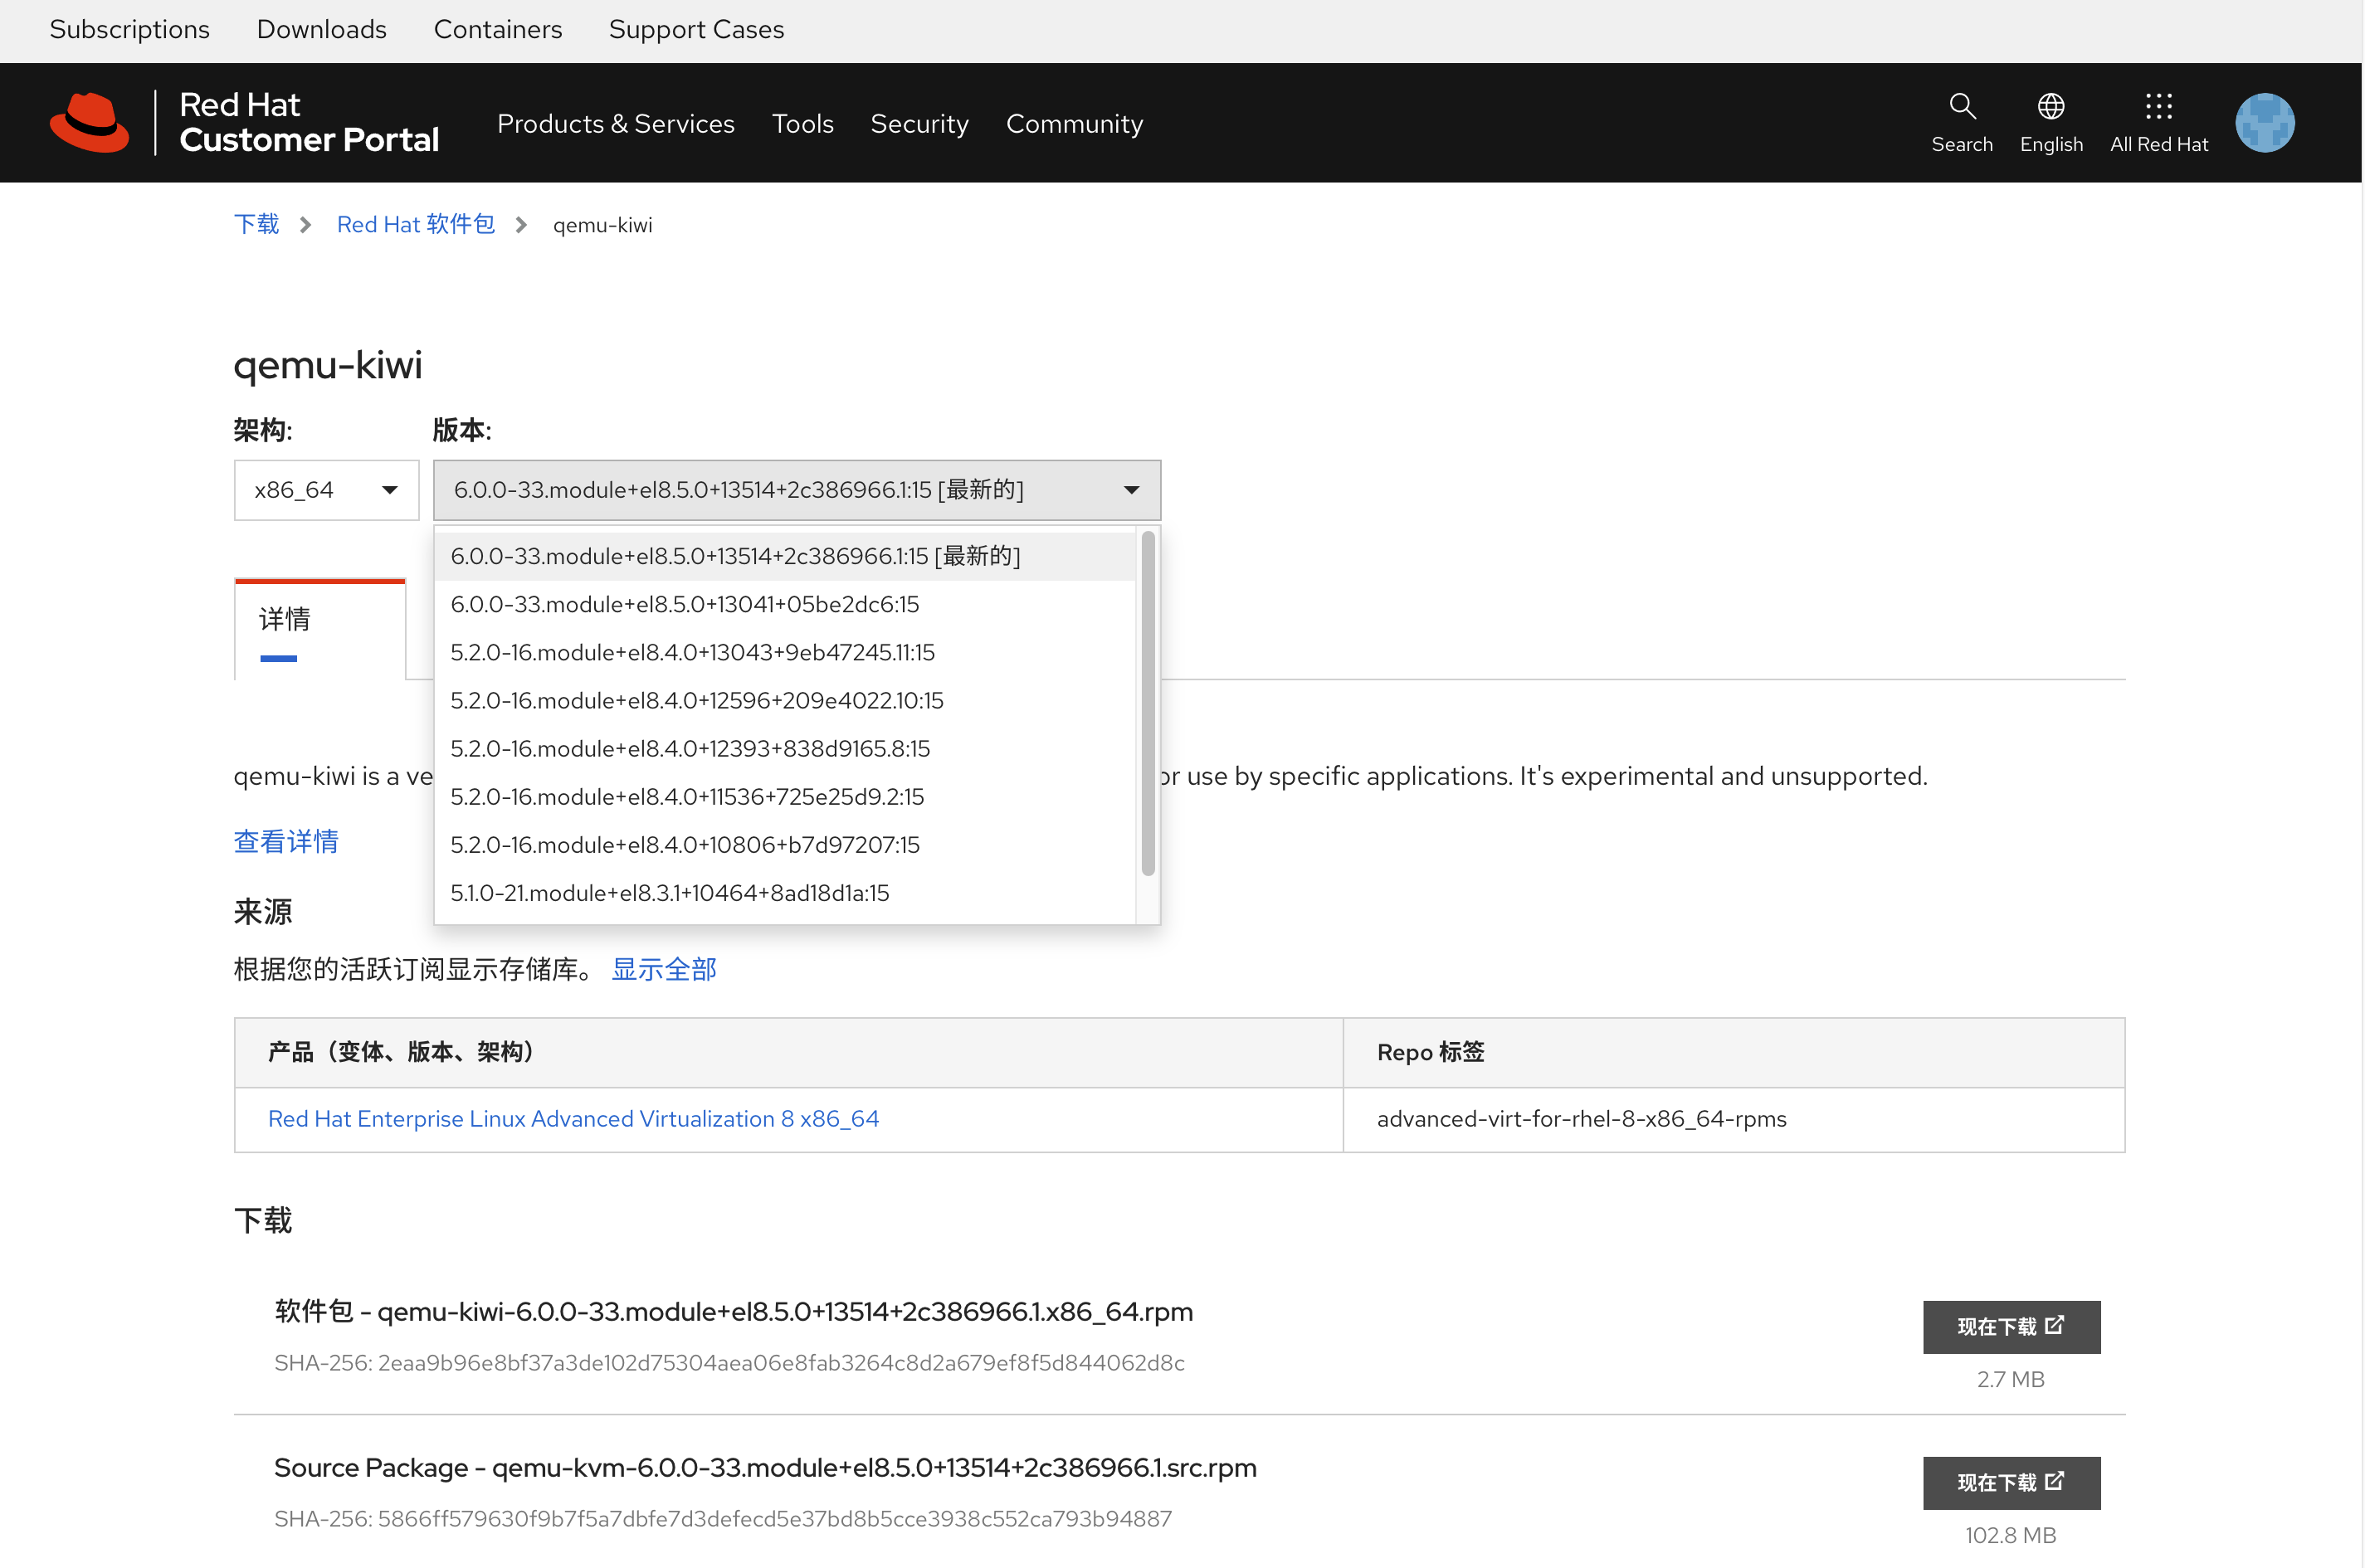 Subscriptions Downloads Containers Support Cases
Red Hat
Customer Portal
Products & Services Tools Security Community
Search English All Red Hat
下载 Red Hat 软件包 qemu-kiwi
qemu-kiwi
架构: 版本:
x86_64 6.0.0-33.module+el8.5.0+13514+2c386966.1:15 [最新的]
6.0.0-33.module+el8.5.0+13514+2c386966.1:15 [最新的]
6.0.0-33.module+el8.5.0+13041+05be2dc6:15
5.2.0-16.module+el8.4.0+13043+9eb47245.11:15
5.2.0-16.module+el8.4.0+12596+209e4022.10:15
5.2.0-16.module+el8.4.0+12393+838d9165.8:15
5.2.0-16.module+el8.4.0+11536+725e25d9.2:15
5.2.0-16.module+el8.4.0+10806+b7d97207:15
5.1.0-21.module+el8.3.1+10464+8ad18d1a:15
详情
qemu-kiwi is a use by specific applications. It's experimental and unsupported.
查看详情
来源
根据您的活跃订阅显示存储库。 显示全部
产品（变体、版本、架构） Repo 标签
Red Hat Enterprise Linux Advanced Virtualization 8 x86_64 advanced-virt-for-rhel-8-x86_64-rpms
下载
软件包 - qemu-kiwi-6.0.0-33.module+el8.5.0+13514+2c386966.1.x86_64.rpm
现在下载
SHA-256: 2eaa9b96e8bf37a3de102d75304aea06e8fab3264c8d2a679ef8f5d844062d8c
2.7 MB
Source Package - qemu-kvm-6.0.0-33.module+el8.5.0+13514+2c386966.1.src.rpm
现在下载
SHA-256: 5866ff579630f9b7f5a7dbfe7d3defecd5e37bd8b5cce3938c552ca793b94887
102.8 MB